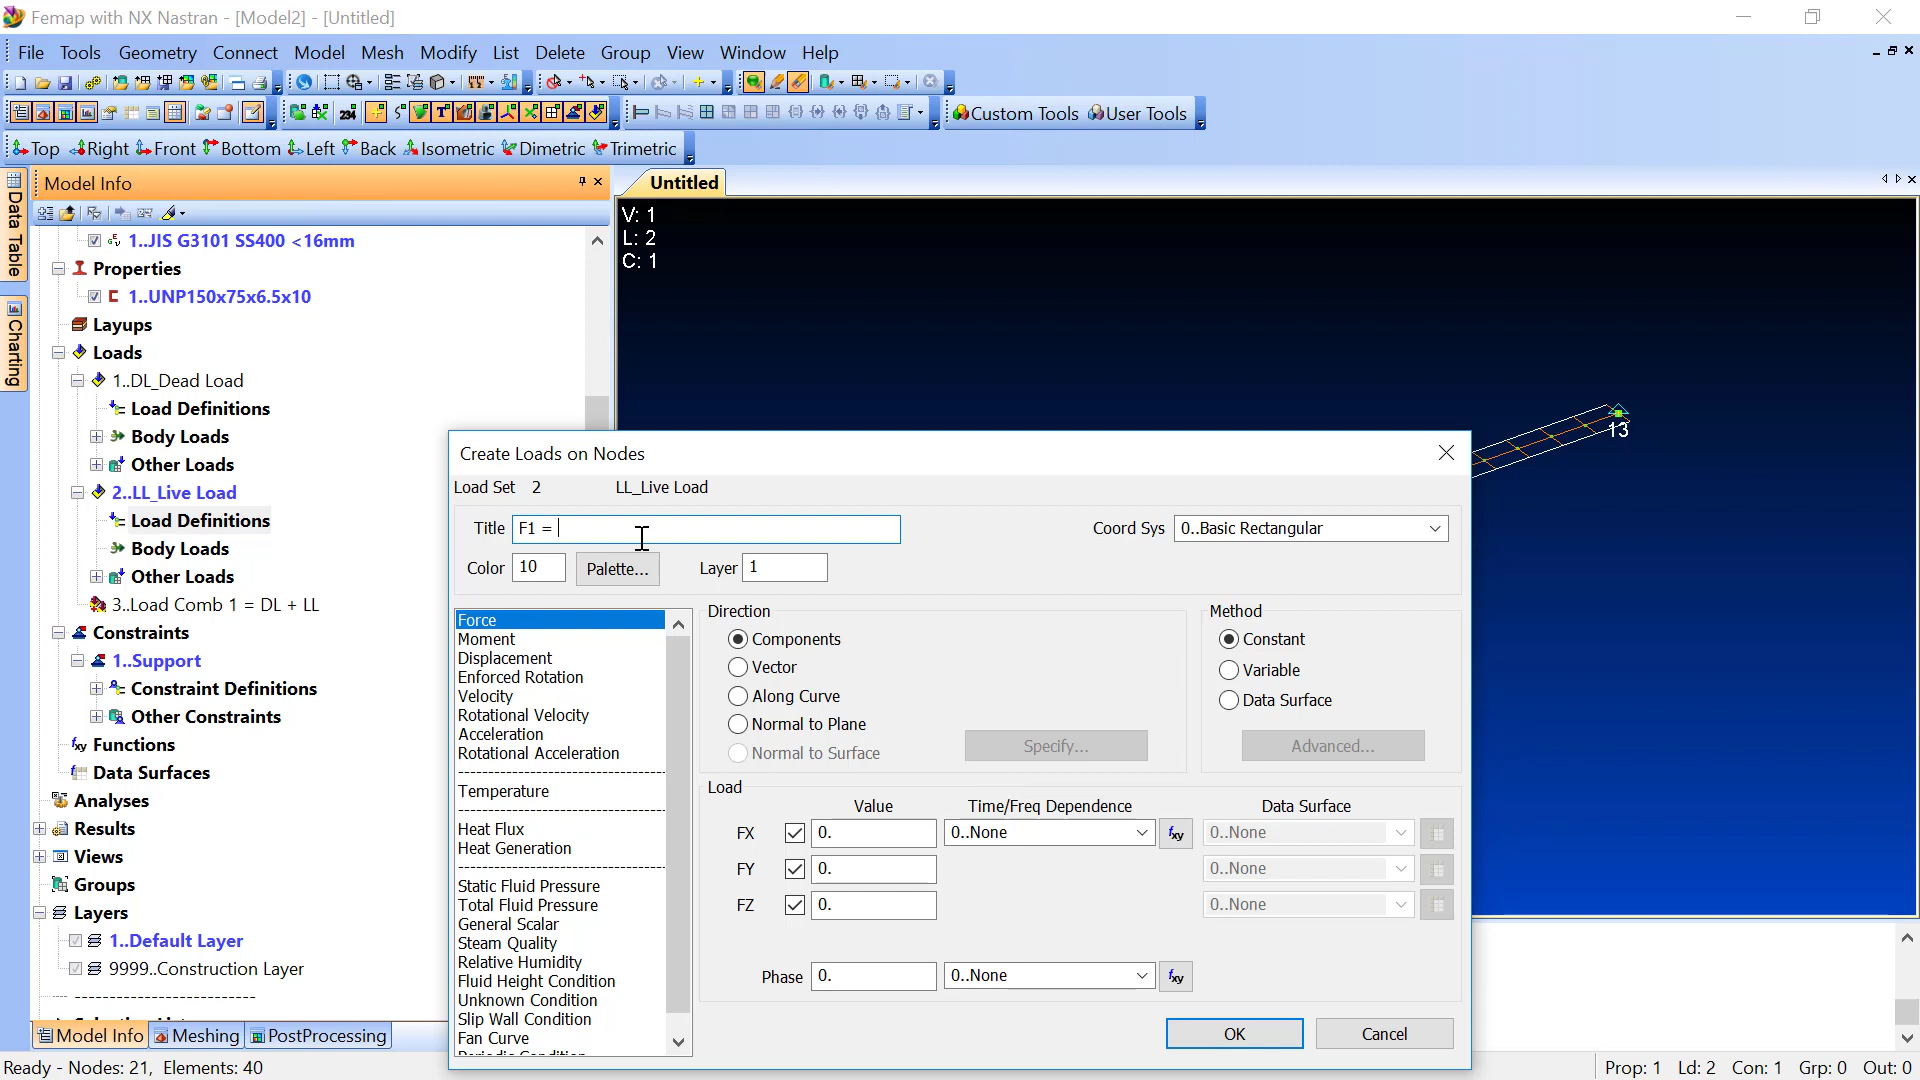 Femap with NX Nastran - [Model2] - [Untitled]
File Tools Geometry Connect Model Mesh Modify List Delete Group View Window Help
234 Custom Tools User Tools
Top Right Front Bottom Left Back Isometric Dimetric Trimetric
Data Table
Charting
Model Info
1..JIS G3101 SS400 <16mm
Properties
1..UNP150x75x6.5x10
Layups
Loads
1..DL_Dead Load
Load Definitions
Body Loads
Other Loads
2..LL_Live Load
Load Definitions
Body Loads
Other Loads
3..Load Comb 1 = DL + LL
Constraints
1..Support
Constraint Definitions
Other Constraints
Functions
Data Surfaces
Analyses
Results
Views
Groups
Layers
1..Default Layer
9999..Construction Layer
Model Info Meshing PostProcessing
Untitled
V: 1
L: 2
C: 1
13
Create Loads on Nodes
Load Set 2 LL_Live Load
Title F1 = Coord Sys 0..Basic Rectangular
Color 10 Palette... Layer 1
Force
Moment
Displacement
Enforced Rotation
Velocity
Rotational Velocity
Acceleration
Rotational Acceleration
Temperature
Heat Flux
Heat Generation
Static Fluid Pressure
Total Fluid Pressure
General Scalar
Steam Quality
Relative Humidity
Fluid Height Condition
Unknown Condition
Slip Wall Condition
Fan Curve
Direction
Components
Vector
Along Curve
Normal to Plane
Normal to Surface
Specify...
Method
Constant
Variable
Data Surface
Advanced...
Load
Value Time/Freq Dependence Data Surface
FX 0. 0..None 0..None
FY 0. 0..None
FZ 0. 0..None
Phase 0. 0..None
OK Cancel
Ready - Nodes: 21, Elements: 40 Prop: 1 Ld: 2 Con: 1 Grp: 0 Out: 0